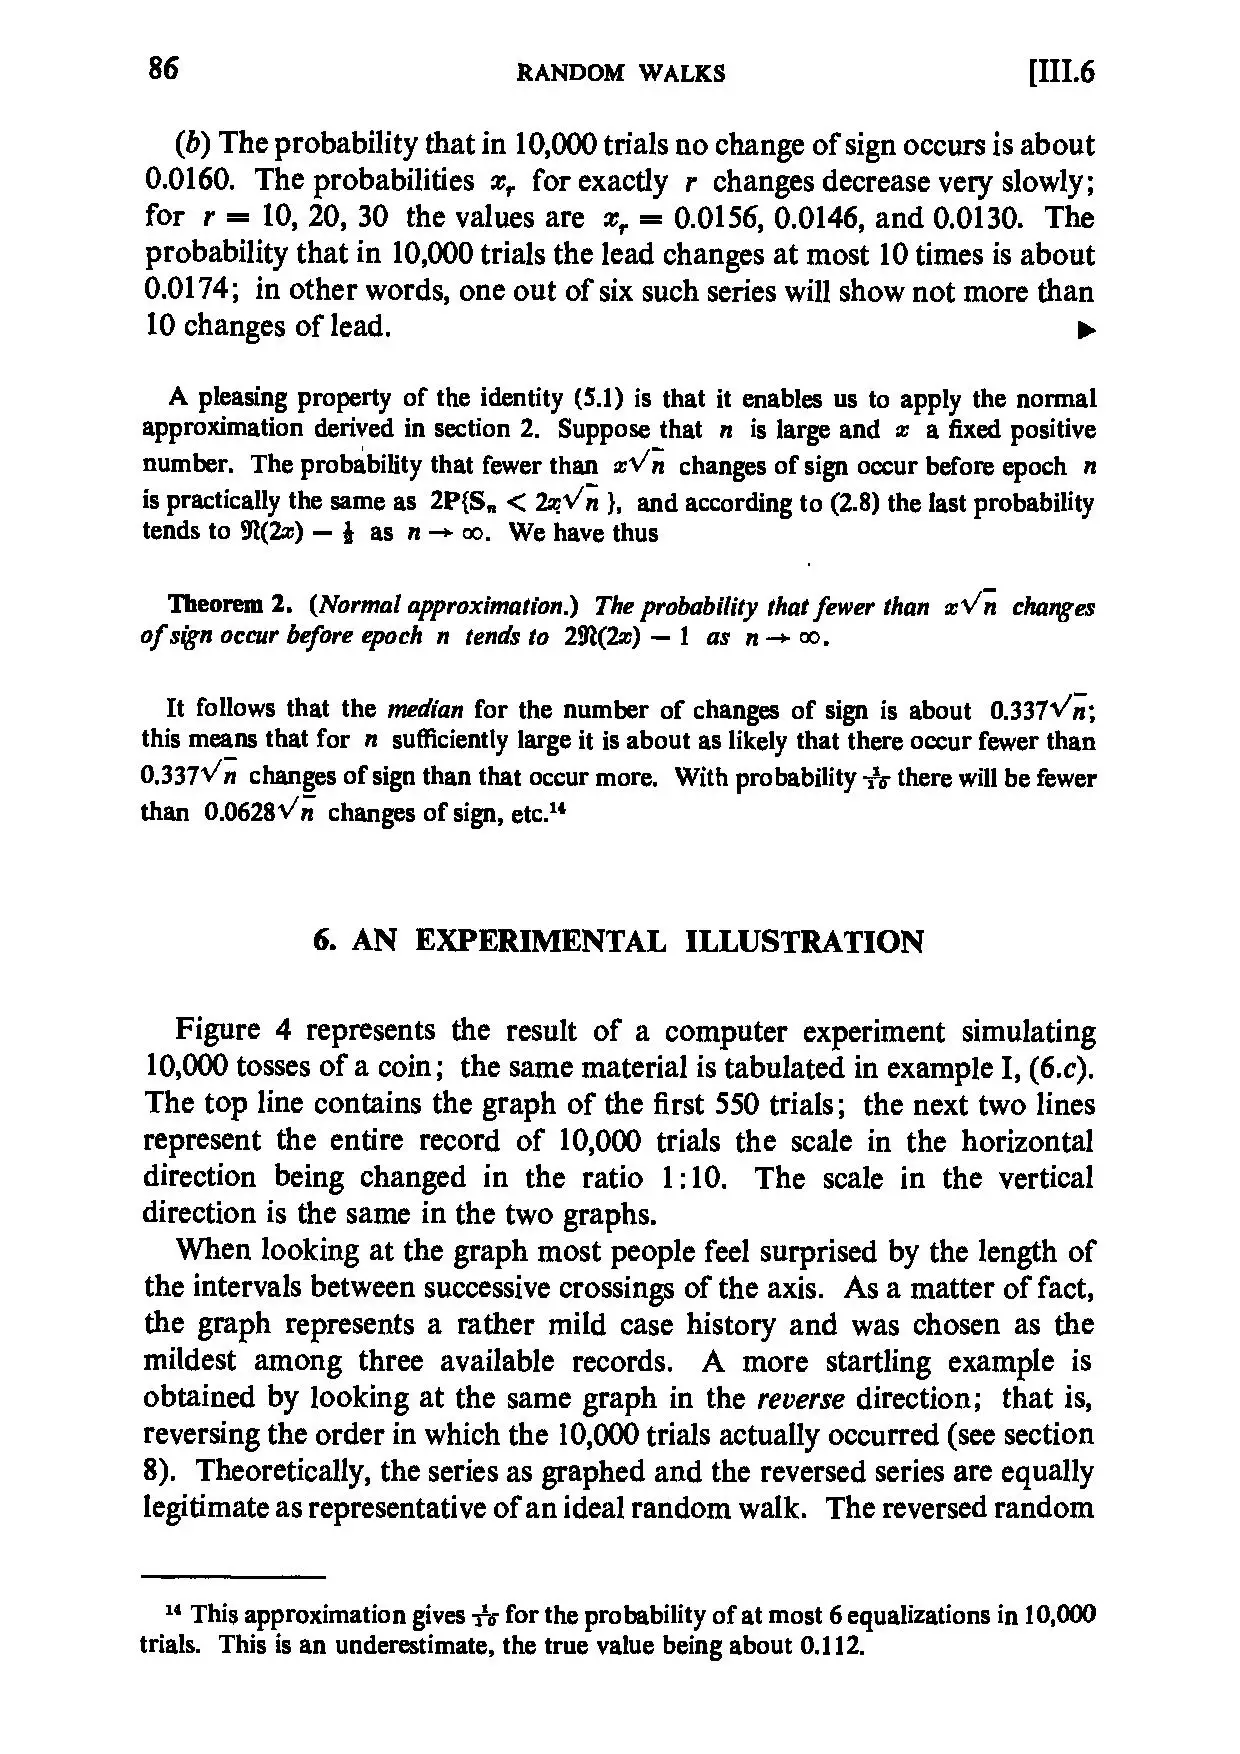 86 RANDOM WALKS [III.6
(b) The probability that in 10,000 trials no change of sign occurs is about
0.0160. The probabilities xᵣ for exactly r changes decrease very slowly;
for r = 10, 20, 30 the values are xᵣ = 0.0156, 0.0146, and 0.0130. The
probability that in 10,000 trials the lead changes at most 10 times is about
0.0174; in other words, one out of six such series will show not more than
10 changes of lead. ►
A pleasing property of the identity (5.1) is that it enables us to apply the normal
approximation derived in section 2. Suppose that n is large and x a fixed positive
number. The probability that fewer than x√n changes of sign occur before epoch n
is practically the same as 2P{Sₙ < 2x√n }, and according to (2.8) the last probability
tends to 𝔑(2x) − ½ as n → ∞. We have thus
Theorem 2. (Normal approximation.) The probability that fewer than x√n changes
of sign occur before epoch n tends to 2𝔑(2x) − 1 as n → ∞.
It follows that the median for the number of changes of sign is about 0.337√n;
this means that for n sufficiently large it is about as likely that there occur fewer than
0.337√n changes of sign than that occur more. With probability 1/10 there will be fewer
than 0.0628√n changes of sign, etc.¹⁴
6. AN EXPERIMENTAL ILLUSTRATION
Figure 4 represents the result of a computer experiment simulating
10,000 tosses of a coin; the same material is tabulated in example I, (6.c).
The top line contains the graph of the first 550 trials; the next two lines
represent the entire record of 10,000 trials the scale in the horizontal
direction being changed in the ratio 1:10. The scale in the vertical
direction is the same in the two graphs.
When looking at the graph most people feel surprised by the length of
the intervals between successive crossings of the axis. As a matter of fact,
the graph represents a rather mild case history and was chosen as the
mildest among three available records. A more startling example is
obtained by looking at the same graph in the reverse direction; that is,
reversing the order in which the 10,000 trials actually occurred (see section
8). Theoretically, the series as graphed and the reversed series are equally
legitimate as representative of an ideal random walk. The reversed random
¹⁴ This approximation gives 1/10 for the probability of at most 6 equalizations in 10,000
trials. This is an underestimate, the true value being about 0.112.